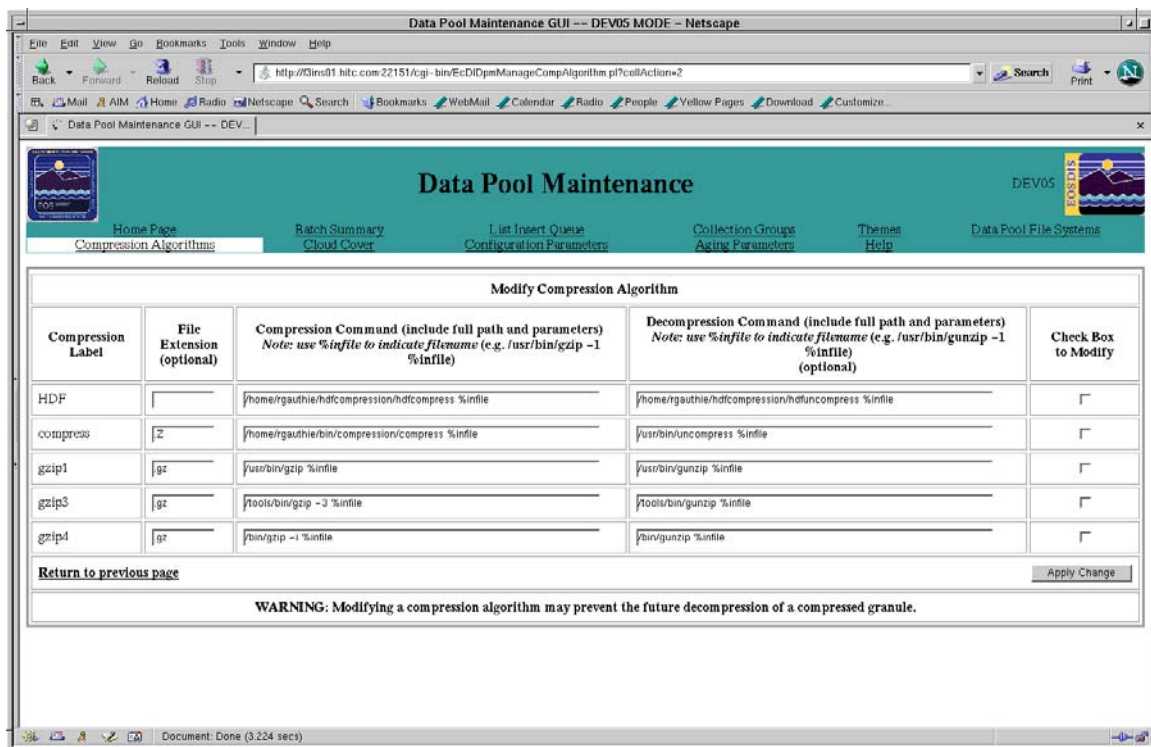 Data Pool Maintenance GUI -- DEV05 MODE - Netscape
File Edit View Go Bookmarks Tools Window Help
Back Forward Reload Stop http://f3ins01.hitc.com:22151/cgi-bin/EcDlDpmManageCompAlgorithm.pl?collAction=2 Search Print N
Mail AIM Home Radio Netscape Search Bookmarks WebMail Calendar Radio People Yellow Pages Download Customize...
Data Pool Maintenance GUI -- DEV...
EOS
Data Pool Maintenance
DEV05
EOSDIS
Home Page Batch Summary List Insert Queue Collection Groups Themes Data Pool File Systems
Compression Algorithms Cloud Cover Configuration Parameters Aging Parameters Help
Modify Compression Algorithm
Compression Label
File Extension (optional)
Compression Command (include full path and parameters)
Note: use %infile to indicate filename (e.g. /usr/bin/gzip -1
%infile)
Decompression Command (include full path and parameters)
Note: use %infile to indicate filename (e.g. /usr/bin/gunzip -1
%infile)
(optional)
Check Box to Modify
HDF /home/rgauthie/hdfcompression/hdfcompress %infile /home/rgauthie/hdfcompression/hdfuncompress %infile
compress .Z /home/rgauthie/bin/compression/compress %infile /usr/bin/uncompress %infile
gzip1 .gz /usr/bin/gzip %infile /usr/bin/gunzip %infile
gzip3 .gz /tools/bin/gzip -3 %infile /tools/bin/gunzip %infile
gzip4 .gz /bin/gzip -i %infile /bin/gunzip %infile
Return to previous page Apply Change
WARNING: Modifying a compression algorithm may prevent the future decompression of a compressed granule.
Document: Done (3.224 secs)